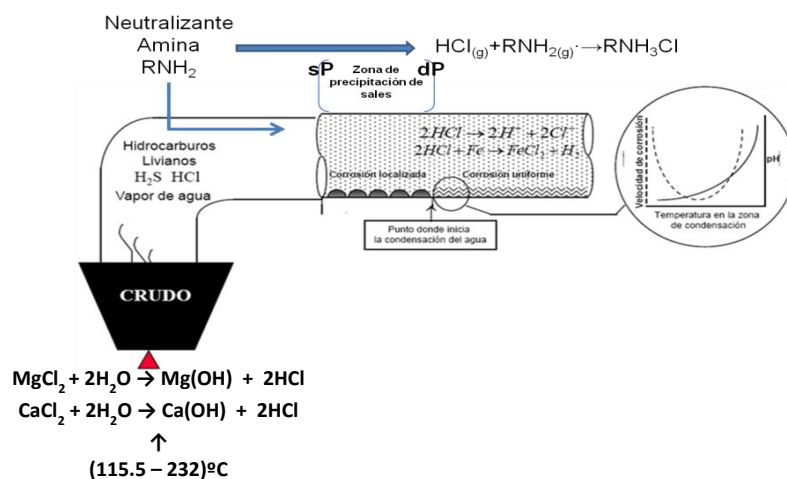 Neutralizante
Amina
RNH₂
HCl(g)+RNH₂(g)·→RNH₃Cl
sP
Zona de
precipitación de
sales
dP
2HCl → 2H⁺ + 2Cl⁻
2HCl + Fe → FeCl₂ + H₂
Hidrocarburos
Livianos
H₂S HCl
Vapor de agua
Corrosión localizada
Corrosión uniforme
Punto donde inicia
la condensación del agua
Velocidad de corrosión
pH
Temperatura en la zona
de condensación
CRUDO
MgCl₂ + 2H₂O → Mg(OH) + 2HCl
CaCl₂ + 2H₂O → Ca(OH) + 2HCl
(115.5 – 232)ºC